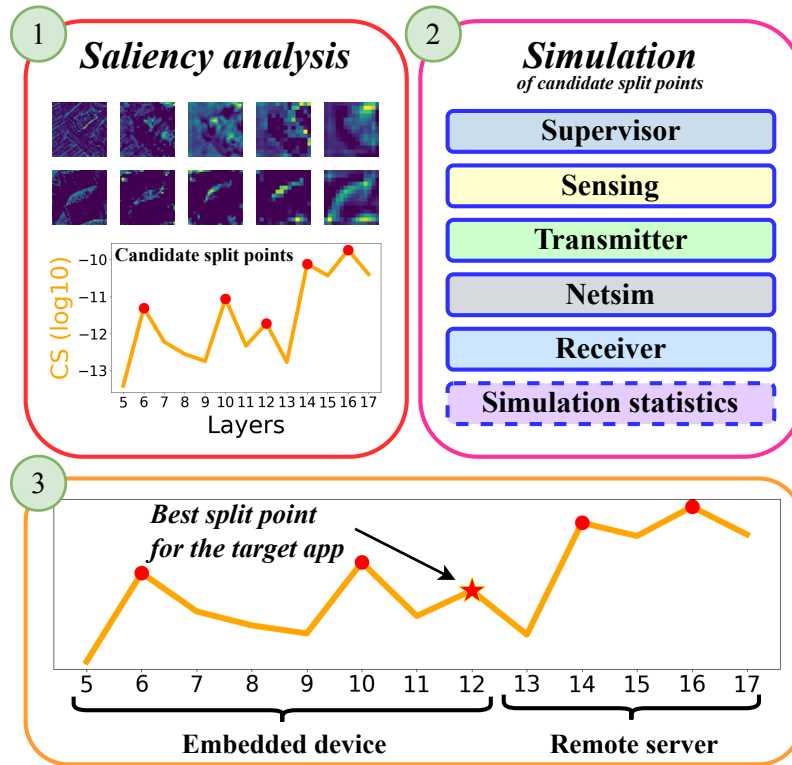 1
Saliency analysis
Candidate split points
CS (log10)
−10
−11
−12
−13
5 6 7 8 9 10 11 12 13 14 15 16 17
Layers
2
Simulation
of candidate split points
Supervisor
Sensing
Transmitter
Netsim
Receiver
Simulation statistics
3
Best split point
for the target app
5 6 7 8 9 10 11 12 13 14 15 16 17
Embedded device
Remote server